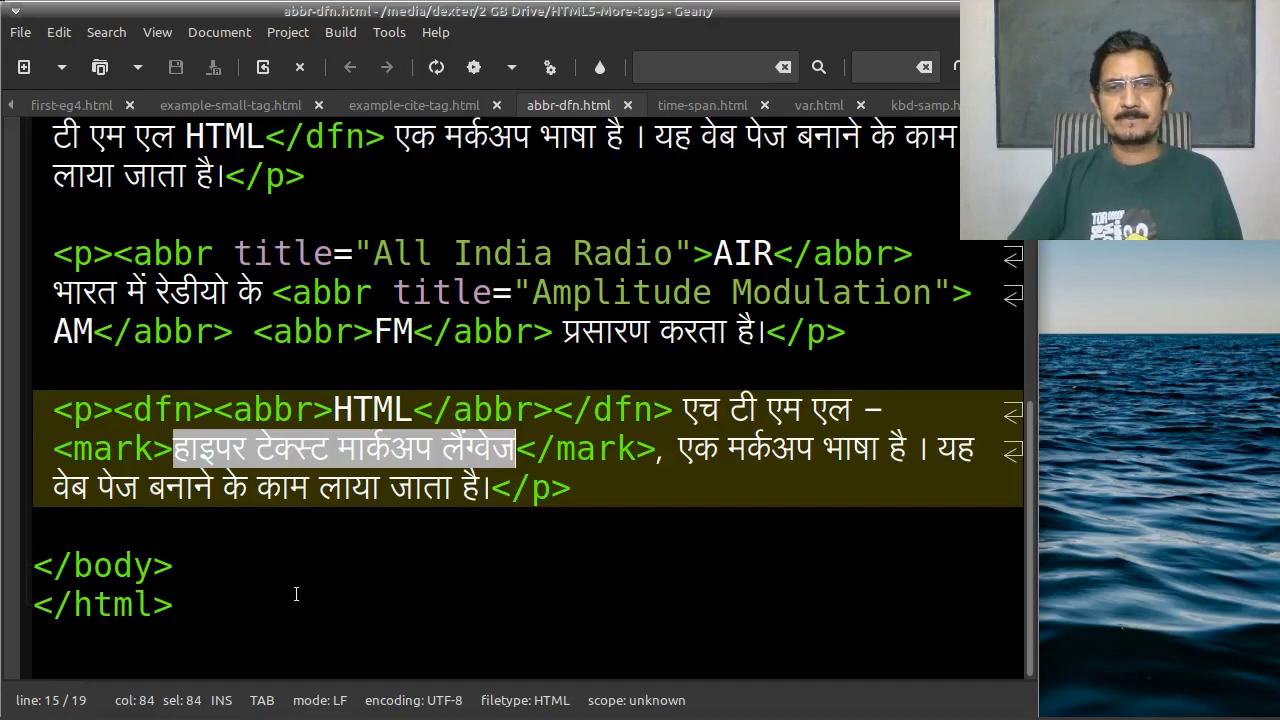 abbr-dfn.html - /media/dexter/2 GB Drive/HTML5-More-tags - Geany
File Edit Search View Document Project Build Tools Help
first-eg4.html example-small-tag.html example-cite-tag.html abbr-dfn.html time-span.html var.html kbd-samp.h
टी एम एल HTML</dfn> एक मर्कअप भाषा है । यह वेब पेज बनाने के काम
लाया जाता है।</p>
<p><abbr title="All India Radio">AIR</abbr>
भारत में रेडीयो के <abbr title="Amplitude Modulation">
AM</abbr> <abbr>FM</abbr> प्रसारण करता है।</p>
<p><dfn><abbr>HTML</abbr></dfn> एच टी एम एल –
<mark>हाइपर टेक्स्ट मार्कअप लैंग्वेज</mark>, एक मर्कअप भाषा है । यह
वेब पेज बनाने के काम लाया जाता है।</p>
</body>
</html>
line: 15 / 19 col: 84 sel: 84 INS TAB mode: LF encoding: UTF-8 filetype: HTML scope: unknown